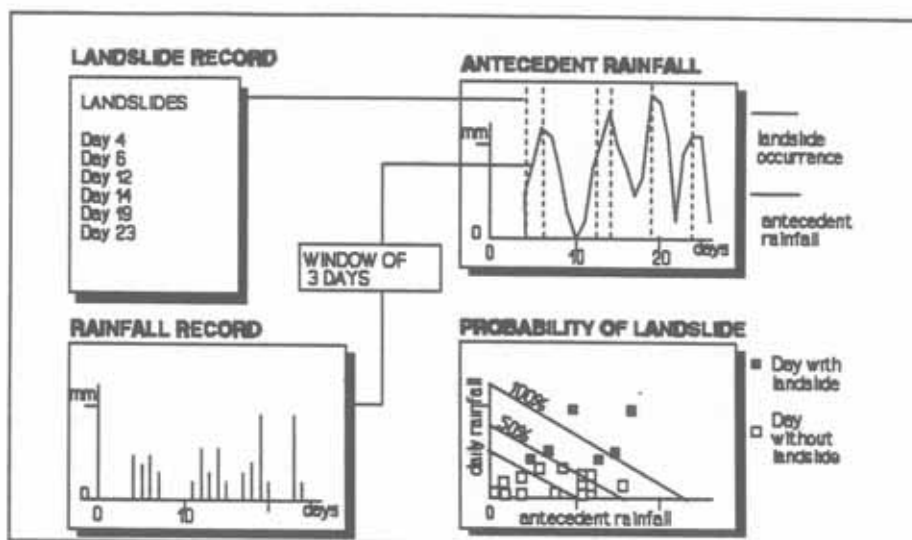 LANDSLIDE RECORD
LANDSLIDES
Day 4
Day 6
Day 12
Day 14
Day 19
Day 23
ANTECEDENT RAINFALL
mm
0
0
10
20
days
landslide
occurrence
antecedent
rainfall
WINDOW OF
3 DAYS
RAINFALL RECORD
mm
0
0
10
days
PROBABILITY OF LANDSLIDE
daily rainfall
100%
50%
0
antecedent rainfall
Day with
landslide
Day
without
landslide